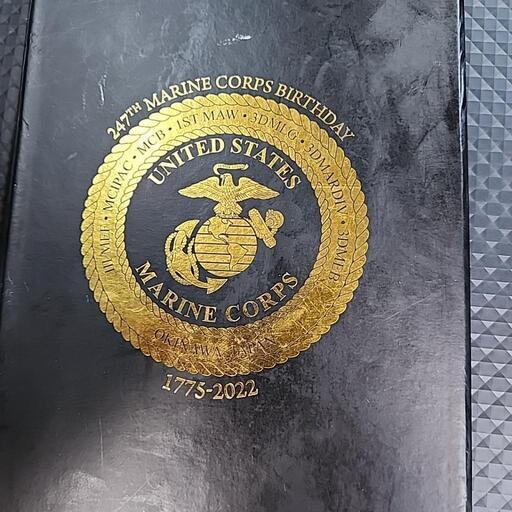 247TH MARINE CORPS BIRTHDAY
III MEF • MCIPAC • MCB • 1ST MAW • 3DMLG • 3DMARDIV • 3DMEB
UNITED STATES
MARINE CORPS
OKINAWA JAPAN
1775-2022